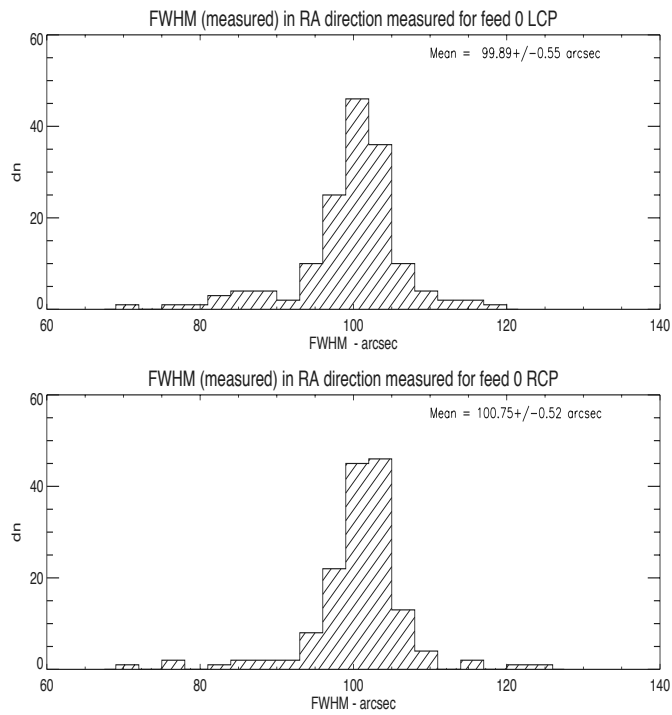 FWHM (measured) in RA direction measured for feed 0 LCP
60
Mean = 99.89+/-0.55 arcsec
40
dn
20
0
60 80 100 120 140
FWHM - arcsec
FWHM (measured) in RA direction measured for feed 0 RCP
60
Mean = 100.75+/-0.52 arcsec
40
dn
20
0
60 80 100 120 140
FWHM - arcsec